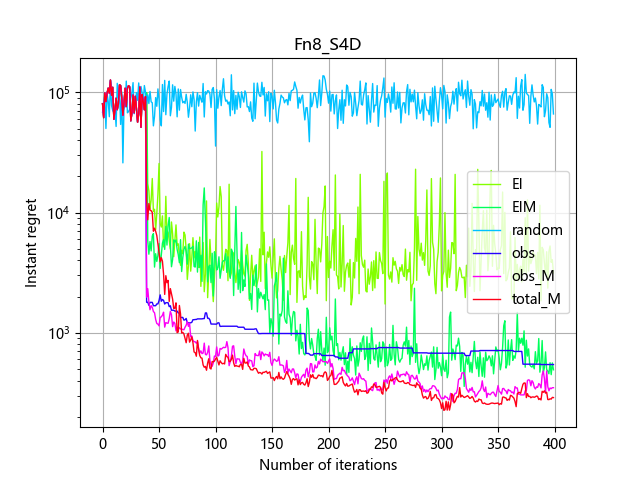 Fn8_S4D
Instant regret
10^5
10^4
10^3
EI
EIM
random
obs
obs_M
total_M
0 50 100 150 200 250 300 350 400
Number of iterations